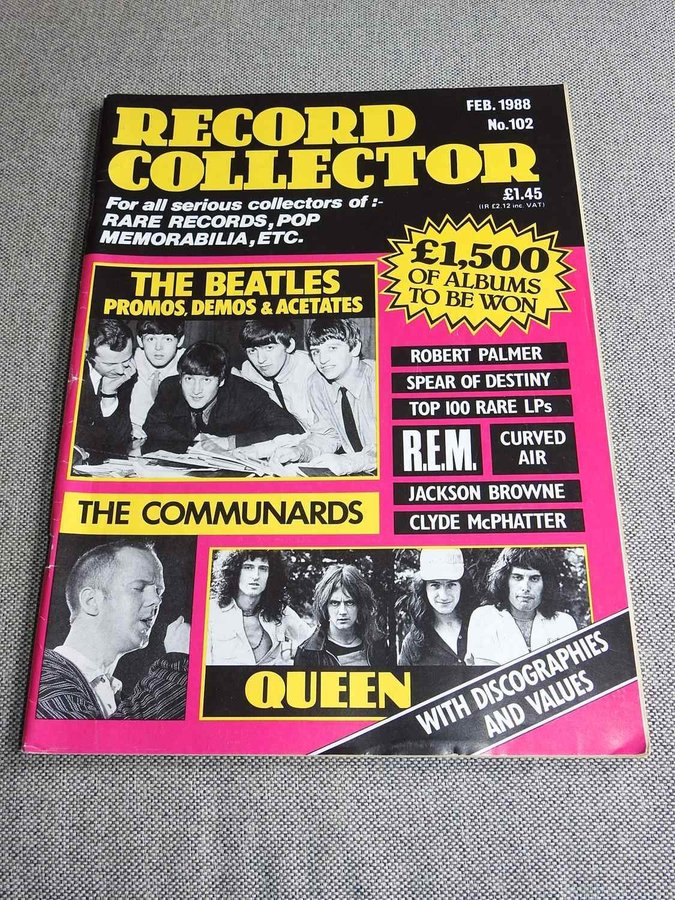 RECORD
COLLECTOR
FEB. 1988
No.102
£1.45
(IR £2.12 inc. VAT)
For all serious collectors of :-
RARE RECORDS, POP
MEMORABILIA, ETC.
£1,500
OF ALBUMS
TO BE WON
THE BEATLES
PROMOS, DEMOS & ACETATES
ROBERT PALMER
SPEAR OF DESTINY
TOP 100 RARE LPs
R.E.M.
CURVED
AIR
JACKSON BROWNE
CLYDE McPHATTER
THE COMMUNARDS
QUEEN
WITH DISCOGRAPHIES
AND VALUES